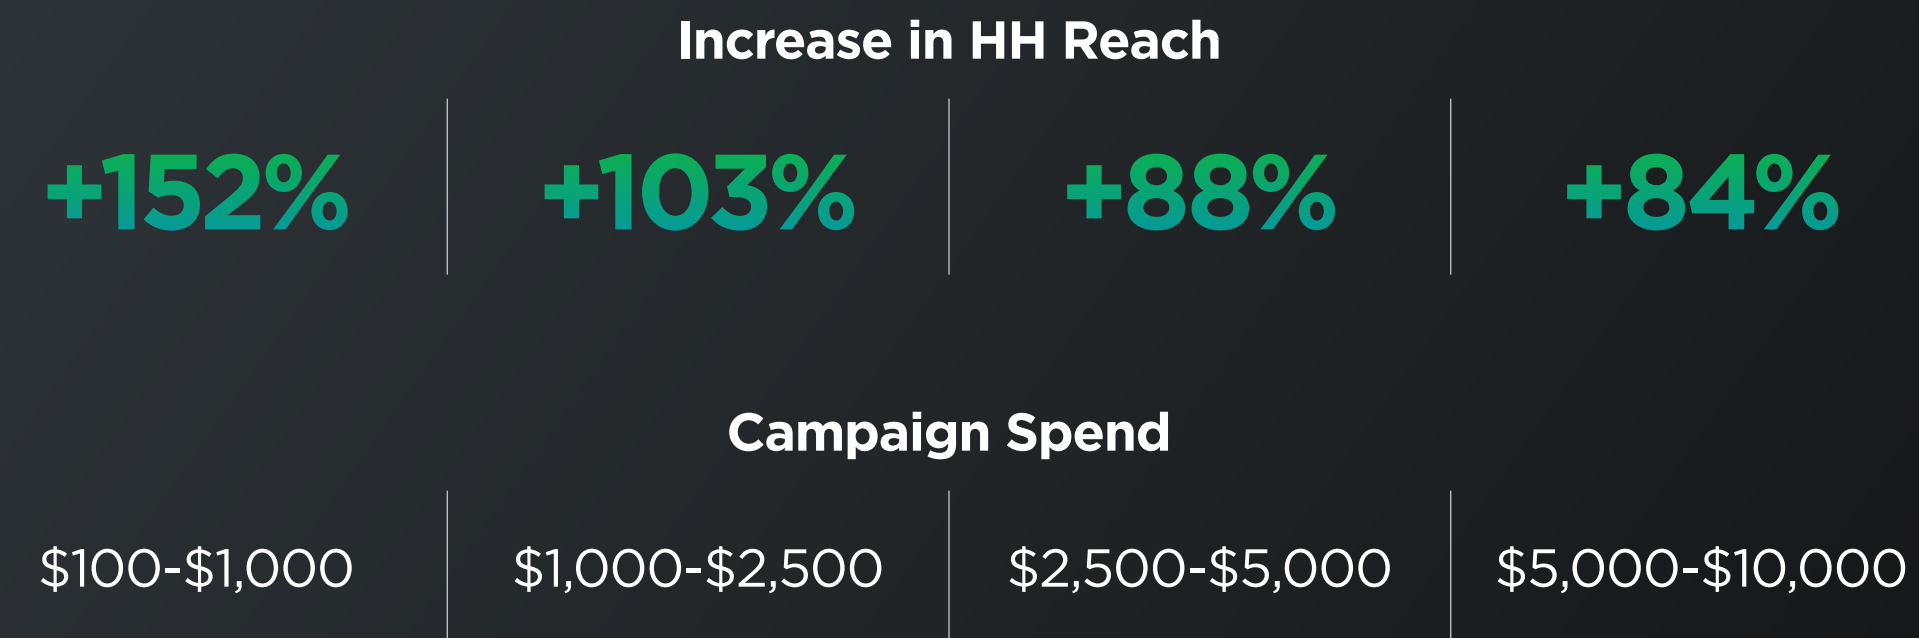 Increase in HH Reach
+152% +103% +88% +84%
Campaign Spend
$100-$1,000 $1,000-$2,500 $2,500-$5,000 $5,000-$10,000